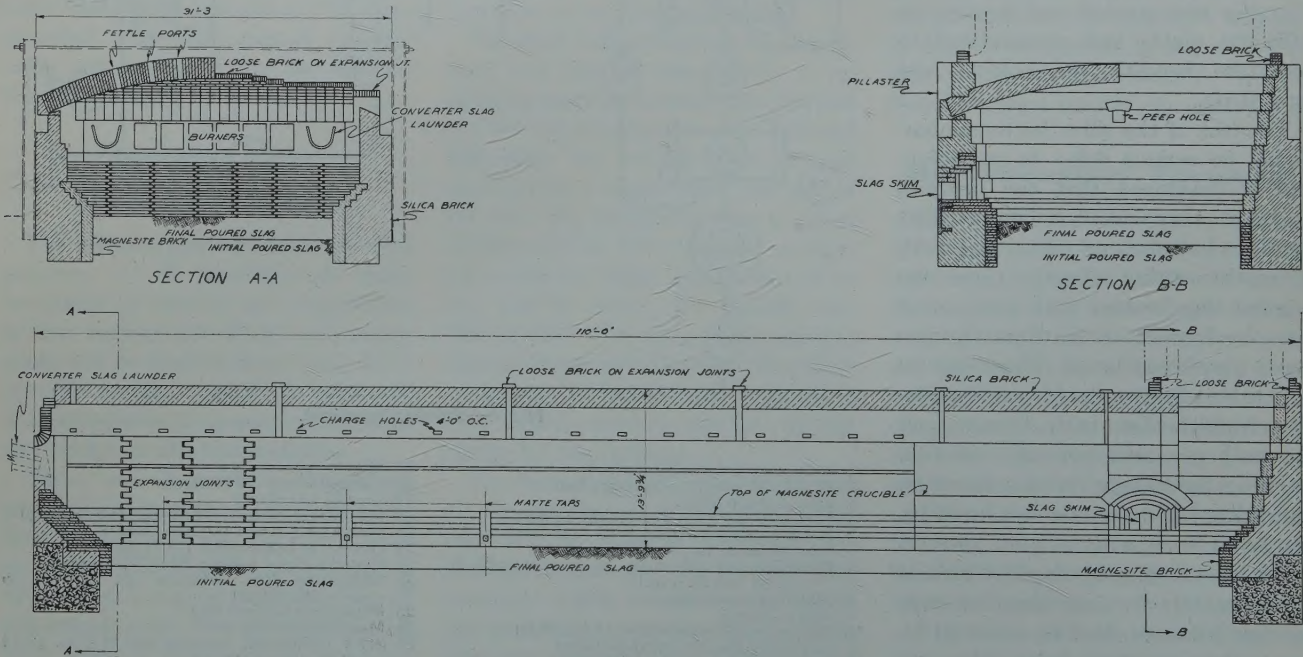 31'-3
FETTLE PORTS
LOOSE BRICK ON EXPANSION JT.
CONVERTER SLAG
LAUNDER
BURNERS
SILICA BRICK
FINAL POURED SLAG
MAGNESITE BRICK
INITIAL POURED SLAG
SECTION A-A
LOOSE BRICK
PILLASTER
PEEP HOLE
SLAG SKIM
FINAL POURED SLAG
INITIAL POURED SLAG
SECTION B-B
A
110'-0"
B
CONVERTER SLAG LAUNDER
LOOSE BRICK ON EXPANSION JOINTS
SILICA BRICK
LOOSE BRICK
CHARGE HOLES 4'-0" O.C.
EXPANSION JOINTS
MATTE TAPS
TOP OF MAGNESITE CRUCIBLE
SLAG SKIM
FINAL POURED SLAG
INITIAL POURED SLAG
MAGNESITE BRICK
A
B